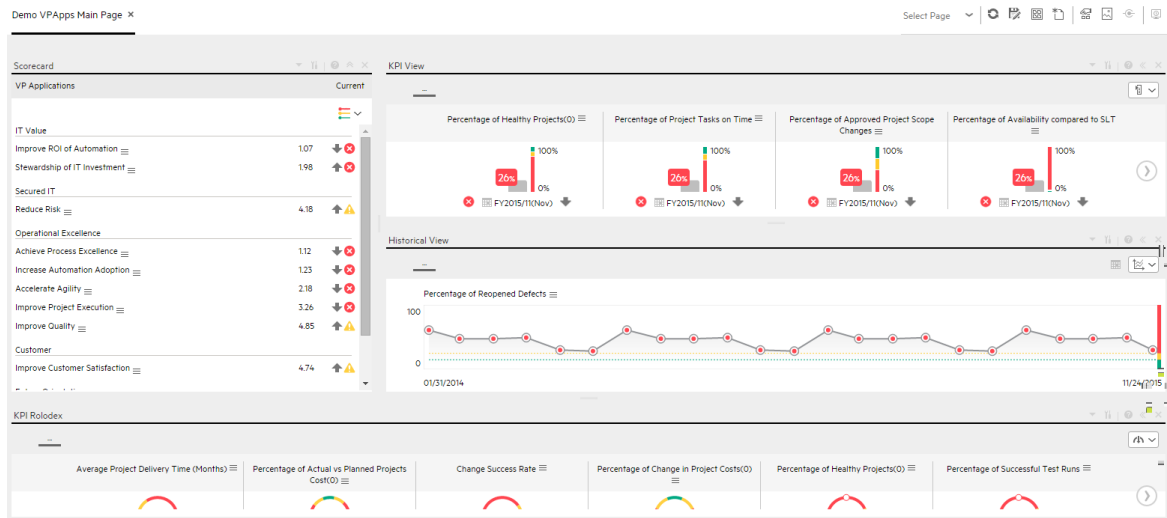 Demo VPApps Main Page ×
Select Page
Scorecard
VP Applications Current
IT Value
Improve ROI of Automation 1.07
Stewardship of IT Investment 1.98
Secured IT
Reduce Risk 4.18
Operational Excellence
Achieve Process Excellence 1.12
Increase Automation Adoption 1.23
Accelerate Agility 2.18
Improve Project Execution 3.26
Improve Quality 4.85
Customer
Improve Customer Satisfaction 4.74
KPI View
Percentage of Healthy Projects(0)
100%
26%
0%
FY2015/11(Nov)
Percentage of Project Tasks on Time
100%
26%
0%
FY2015/11(Nov)
Percentage of Approved Project Scope
Changes
100%
26%
0%
FY2015/11(Nov)
Percentage of Availability compared to SLT
100%
26%
0%
FY2015/11(Nov)
Historical View
Percentage of Reopened Defects
100
0
01/31/2014 11/24/2015
KPI Rolodex
Average Project Delivery Time (Months)
Percentage of Actual vs Planned Projects
Cost(0)
Change Success Rate
Percentage of Change in Project Costs(0)
Percentage of Healthy Projects(0)
Percentage of Successful Test Runs